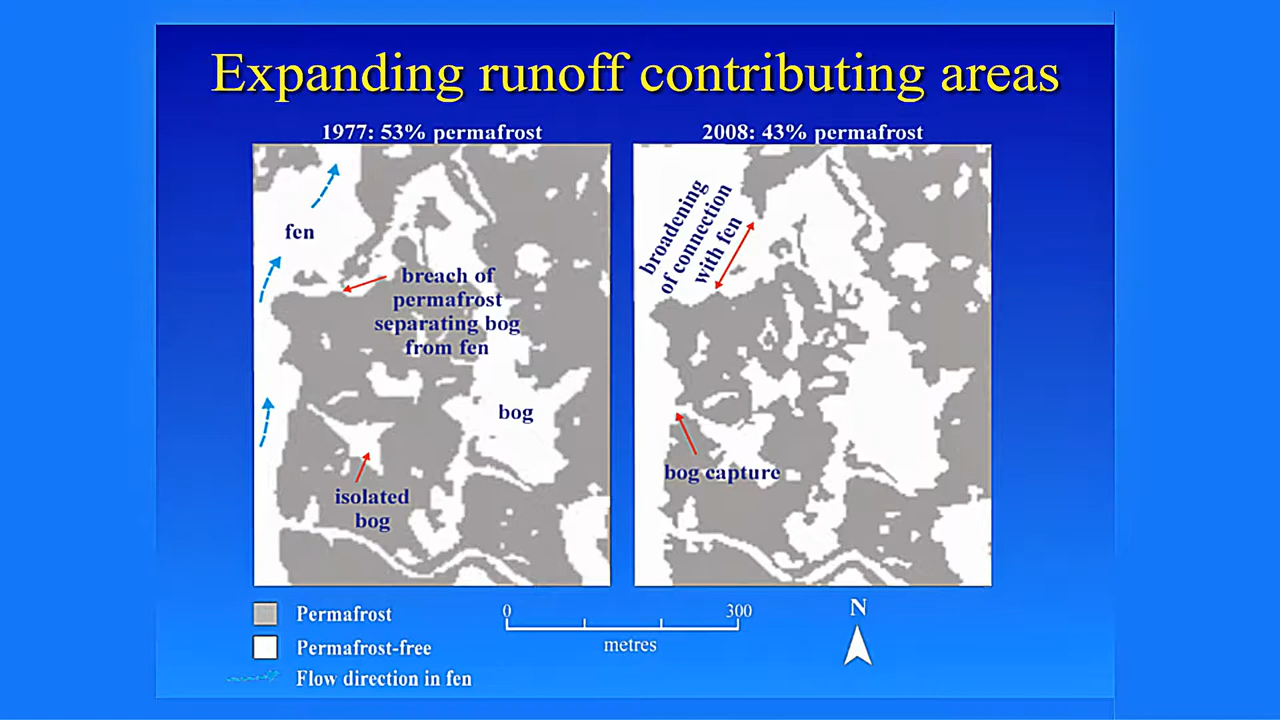 Expanding runoff contributing areas
1977: 53% permafrost
2008: 43% permafrost
fen
breach of
permafrost
separating bog
from fen
bog
isolated
bog
broadening
of connection
with fen
bog capture
Permafrost
Permafrost-free
Flow direction in fen
0 300
metres
N